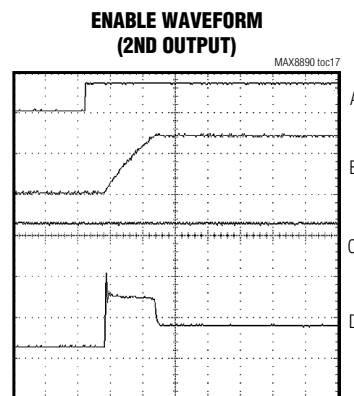 ENABLE WAVEFORM
(2ND OUTPUT)
MAX8890 toc17
A
B
C
D